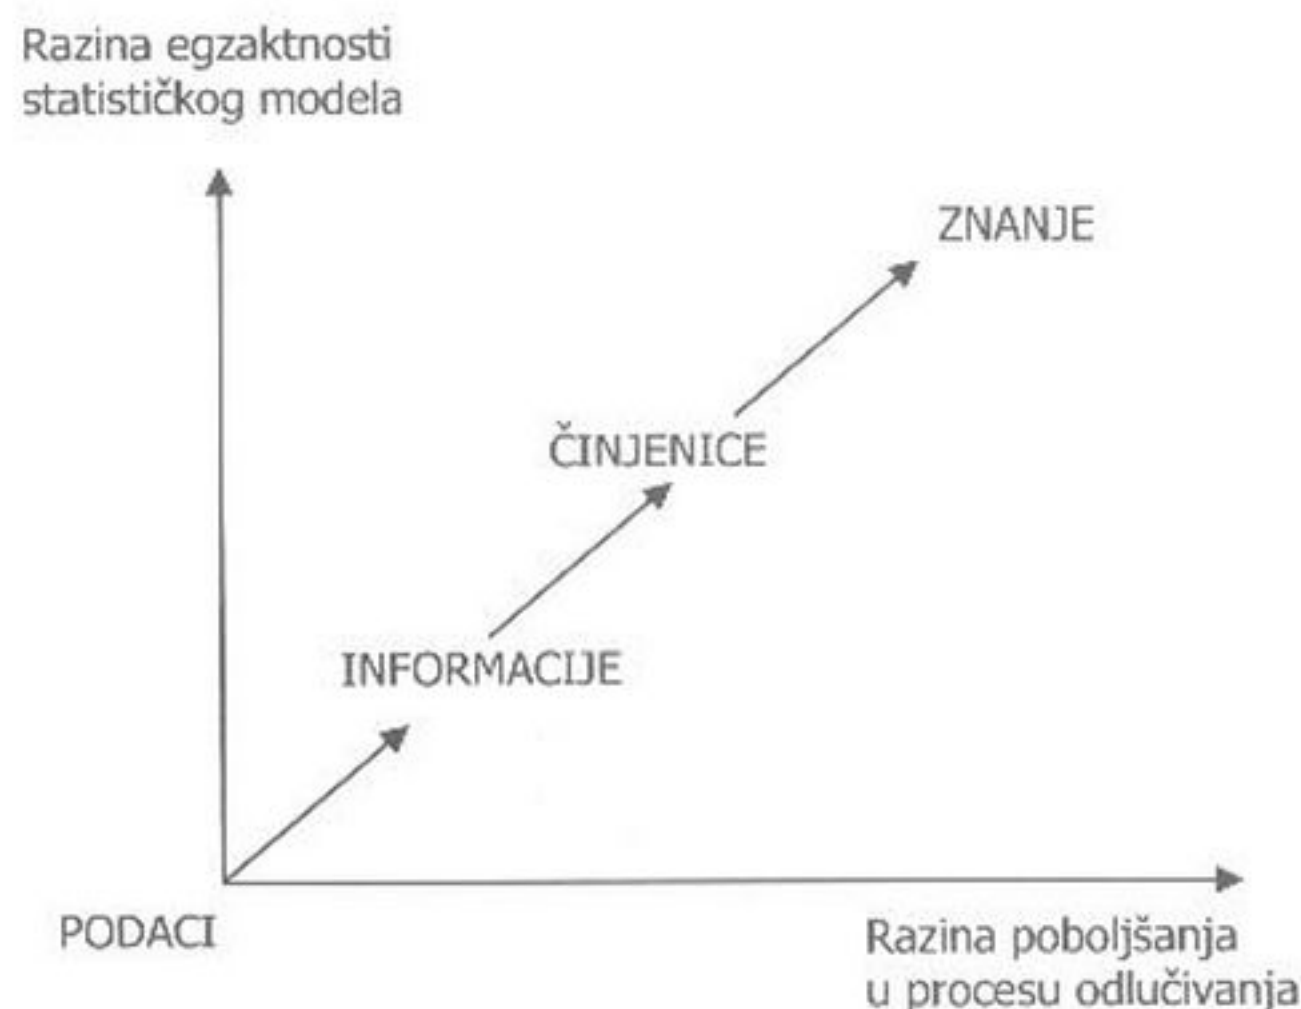 Razina egzaktnosti
statističkog modela
ZNANJE
ČINJENICE
INFORMACIJE
PODACI
Razina poboljšanja
u procesu odlučivanja